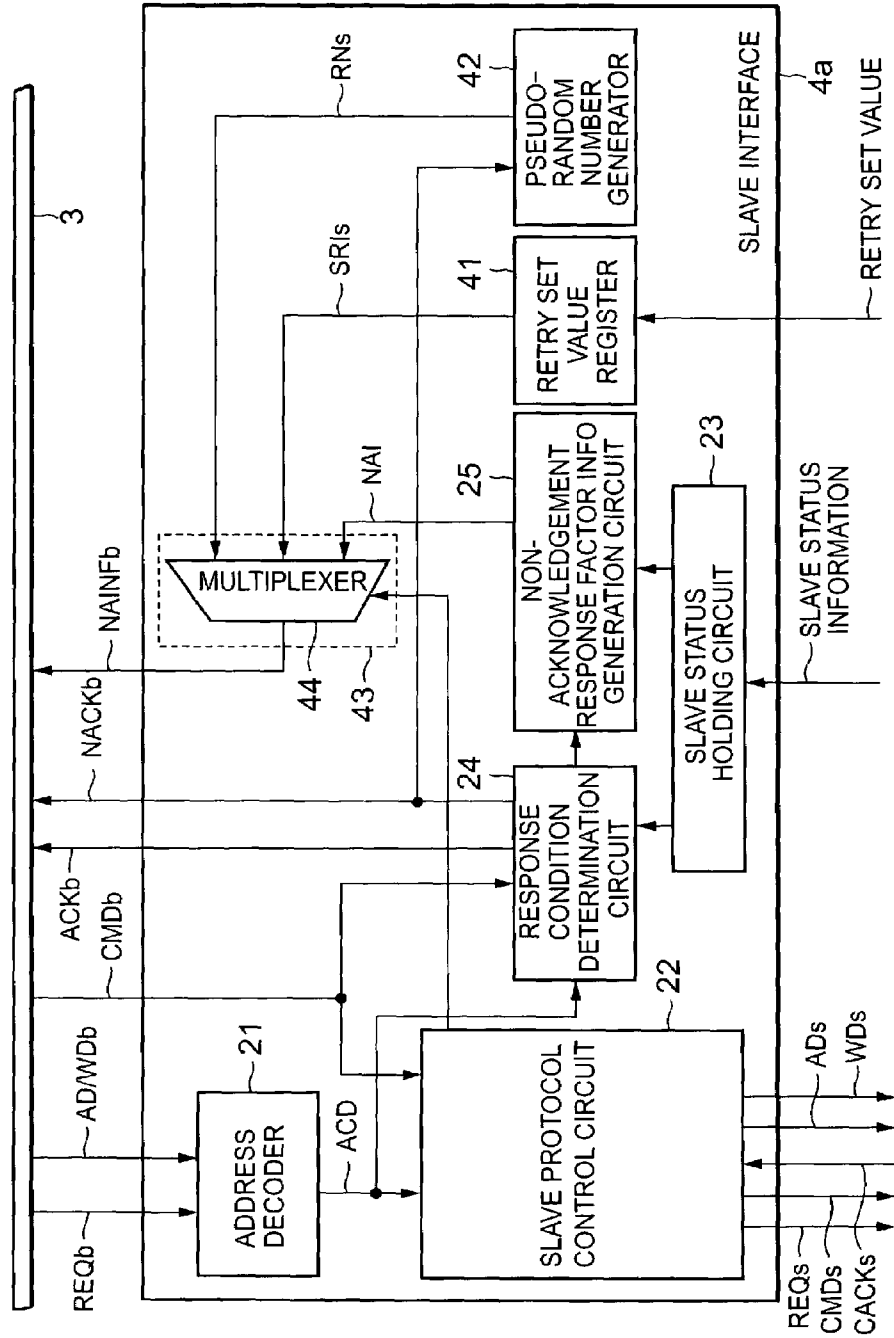 3
REQb
AD/WDb
CMDb
ACKb
NACKb
NAINFb
RNs
SRIs
NAI
MULTIPLEXER
44
43
21
ADDRESS
DECODER
ACD
22
SLAVE PROTOCOL
CONTROL CIRCUIT
24
RESPONSE
CONDITION
DETERMINATION
CIRCUIT
25
NON-
ACKNOWLEDGEMENT
RESPONSE FACTOR INFO
GENERATION CIRCUIT
41
RETRY SET
VALUE
REGISTER
42
PSEUDO-
RANDOM
NUMBER
GENERATOR
23
SLAVE STATUS
HOLDING CIRCUIT
SLAVE INTERFACE
4a
REQs
CMDs
CACKs
ADs
WDs
SLAVE STATUS
INFORMATION
RETRY SET VALUE